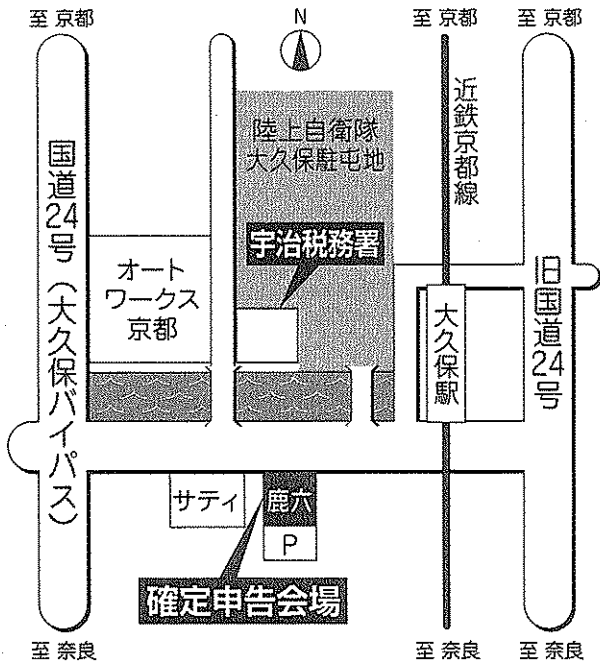 至 京都
N
至 京都
至 京都
国道24号（大久保バイパス）
陸上自衛隊
大久保駐屯地
近鉄京都線
宇治税務署
オート
ワークス
京都
大久保駅
旧国道24号
サティ
鹿六
P
確定申告会場
至 奈良
至 奈良
至 奈良